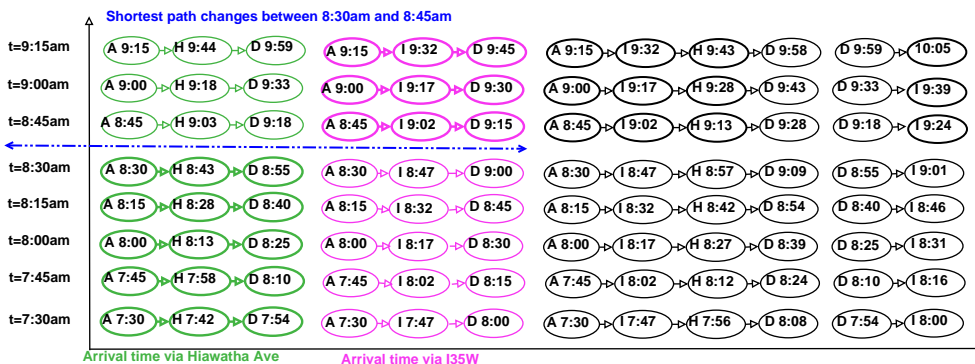 Shortest path changes between 8:30am and 8:45am
t=9:15am A 9:15 H 9:44 D 9:59 A 9:15 I 9:32 D 9:45 A 9:15 I 9:32 H 9:43 D 9:58 D 9:59 10:05
t=9:00am A 9:00 H 9:18 D 9:33 A 9:00 I 9:17 D 9:30 A 9:00 I 9:17 H 9:28 D 9:43 D 9:33 I 9:39
t=8:45am A 8:45 H 9:03 D 9:18 A 8:45 I 9:02 D 9:15 A 8:45 I 9:02 H 9:13 D 9:28 D 9:18 I 9:24
t=8:30am A 8:30 H 8:43 D 8:55 A 8:30 I 8:47 D 9:00 A 8:30 I 8:47 H 8:57 D 9:09 D 8:55 I 9:01
t=8:15am A 8:15 H 8:28 D 8:40 A 8:15 I 8:32 D 8:45 A 8:15 I 8:32 H 8:42 D 8:54 D 8:40 I 8:46
t=8:00am A 8:00 H 8:13 D 8:25 A 8:00 I 8:17 D 8:30 A 8:00 I 8:17 H 8:27 D 8:39 D 8:25 I 8:31
t=7:45am A 7:45 H 7:58 D 8:10 A 7:45 I 8:02 D 8:15 A 7:45 I 8:02 H 8:12 D 8:24 D 8:10 I 8:16
t=7:30am A 7:30 H 7:42 D 7:54 A 7:30 I 7:47 D 8:00 A 7:30 I 7:47 H 7:56 D 8:08 D 7:54 I 8:00
Arrival time via Hiawatha Ave Arrival time via I35W